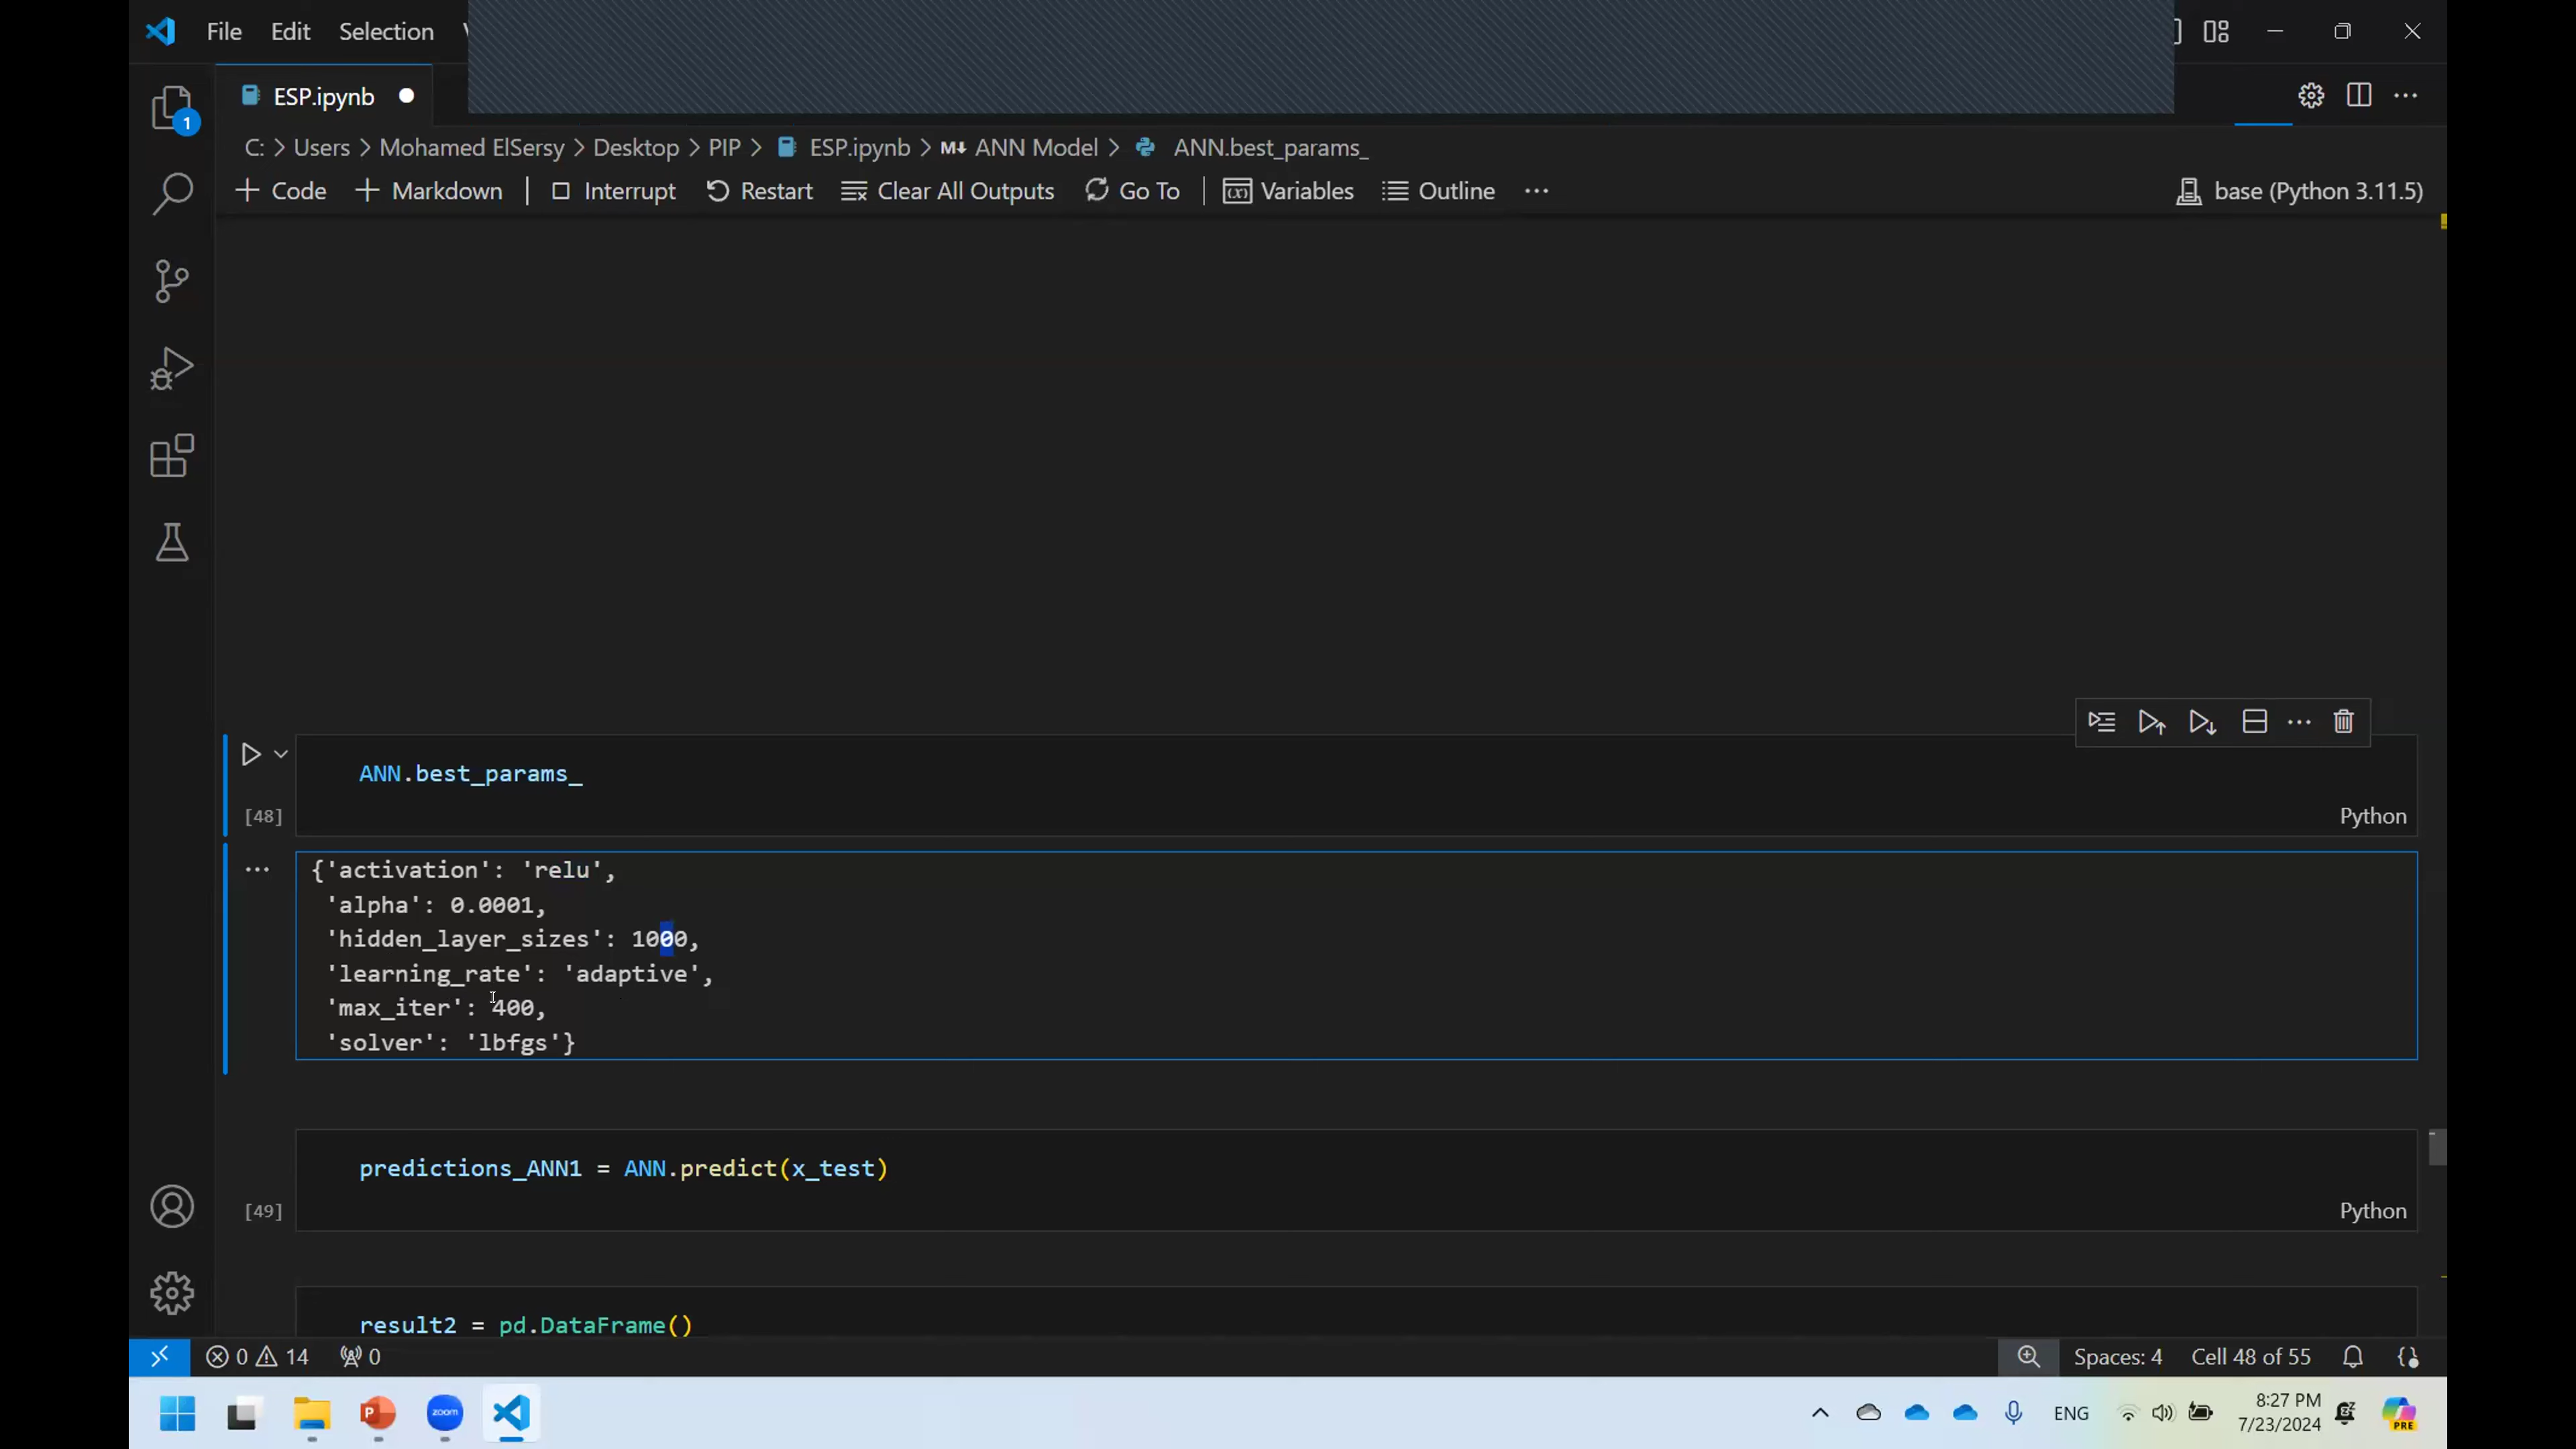 File Edit Selection
ESP.ipynb
1
C: > Users > Mohamed ElSersy > Desktop > PIP > ESP.ipynb > M↓ ANN Model > ANN.best_params_
+ Code + Markdown | Interrupt Restart Clear All Outputs Go To | Variables Outline ...
base (Python 3.11.5)
ANN.best_params_
[48]
Python
{'activation': 'relu',
'alpha': 0.0001,
'hidden_layer_sizes': 1000,
'learning_rate': 'adaptive',
'max_iter': 400,
'solver': 'lbfgs'}
predictions_ANN1 = ANN.predict(x_test)
[49]
Python
result2 = pd.DataFrame()
0 14 0
Spaces: 4 Cell 48 of 55
zoom
ENG
8:27 PM
7/23/2024
PRE